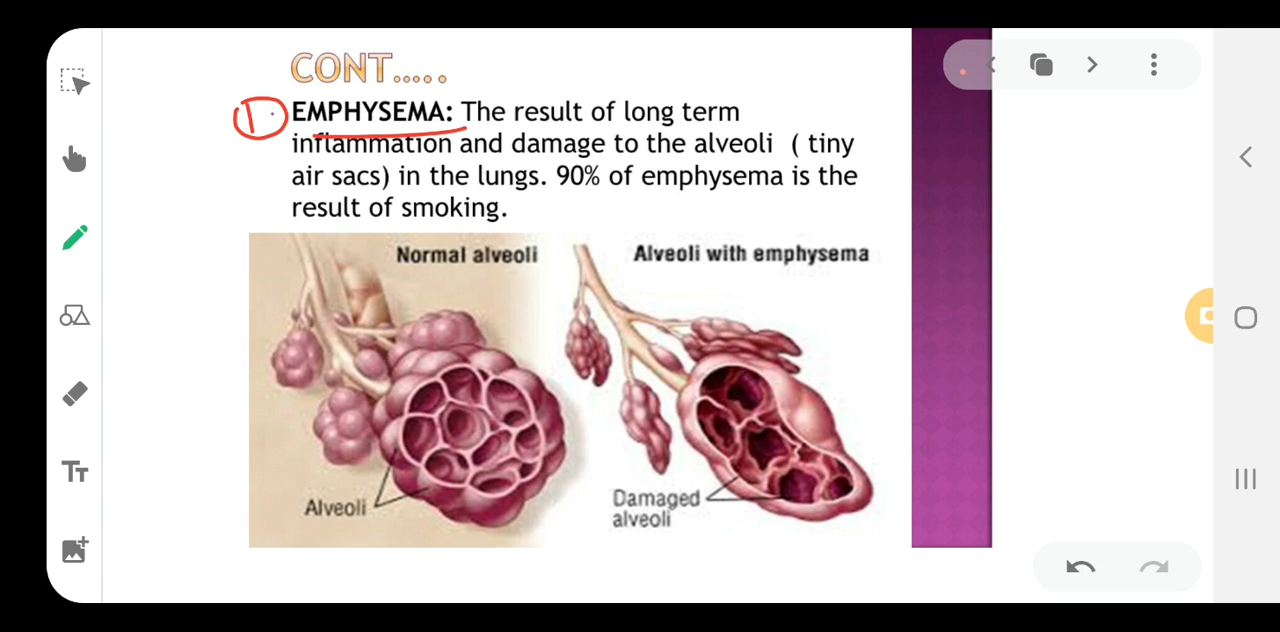 CONT.....
EMPHYSEMA: The result of long term
inflammation and damage to the alveoli ( tiny
air sacs) in the lungs. 90% of emphysema is the
result of smoking.
Normal alveoli
Alveoli with emphysema
Alveoli
Damaged
alveoli
TT